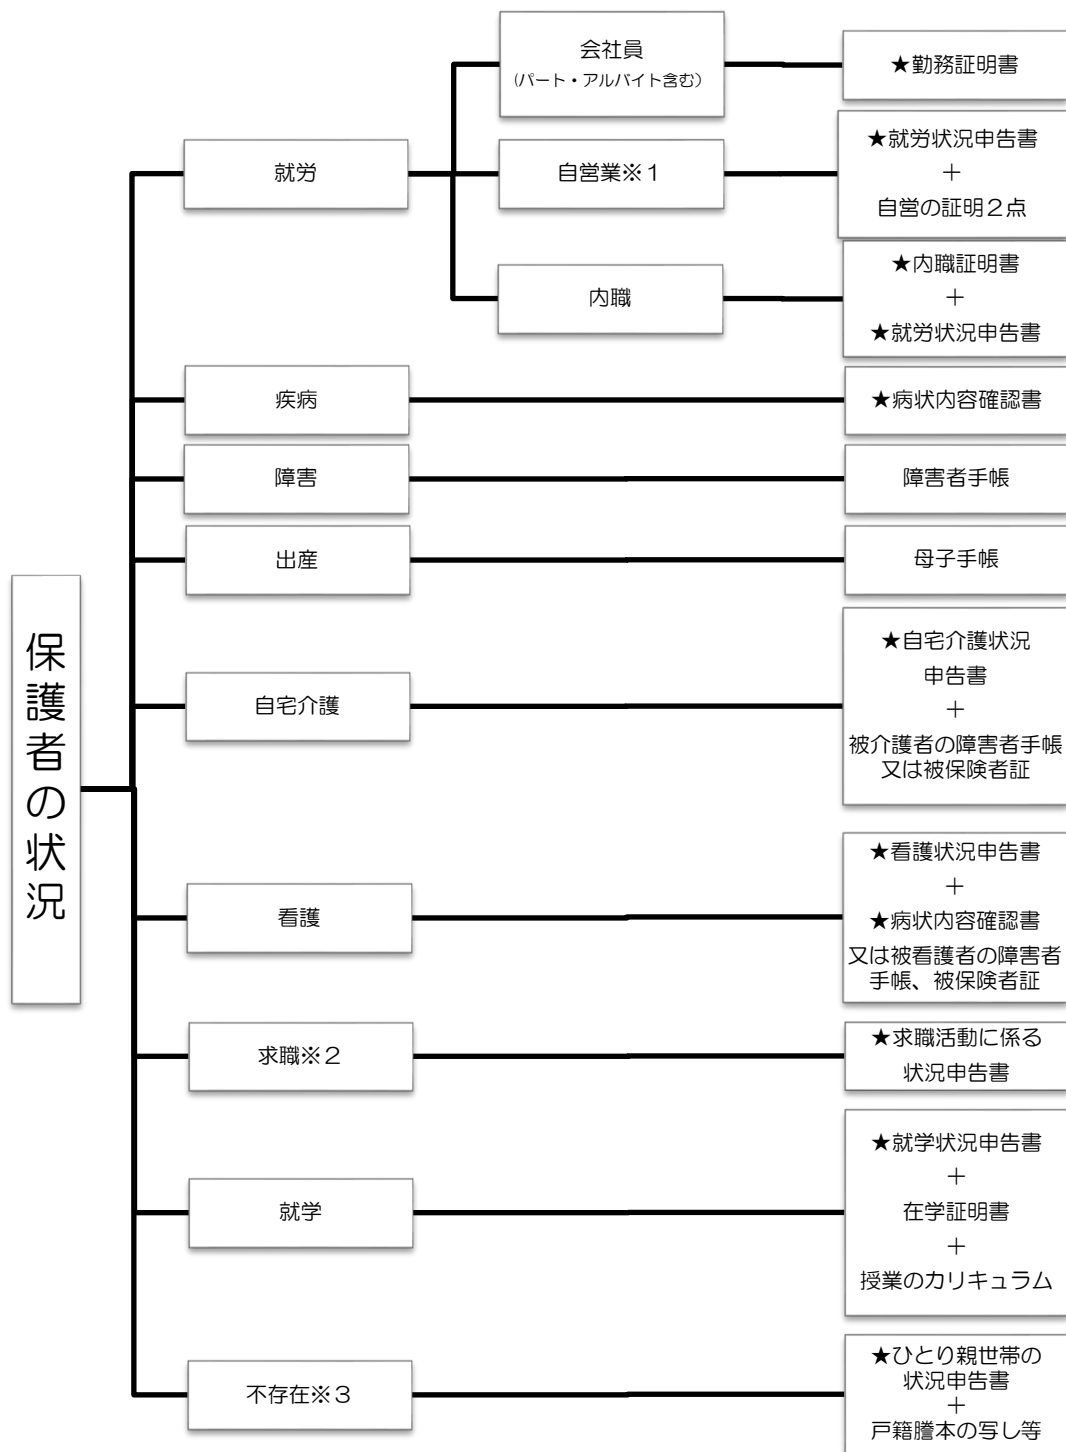 保護者の状況
就労
会社員
(パート・アルバイト含む)
★勤務証明書
自営業※１
★就労状況申告書
＋
自営の証明２点
内職
★内職証明書
＋
★就労状況申告書
疾病
★病状内容確認書
障害
障害者手帳
出産
母子手帳
自宅介護
★自宅介護状況
申告書
＋
被介護者の障害者手帳
又は被保険者証
看護
★看護状況申告書
＋
★病状内容確認書
又は被看護者の障害者
手帳、被保険者証
求職※２
★求職活動に係る
状況申告書
就学
★就学状況申告書
＋
在学証明書
＋
授業のカリキュラム
不存在※３
★ひとり親世帯の
状況申告書
＋
戸籍謄本の写し等